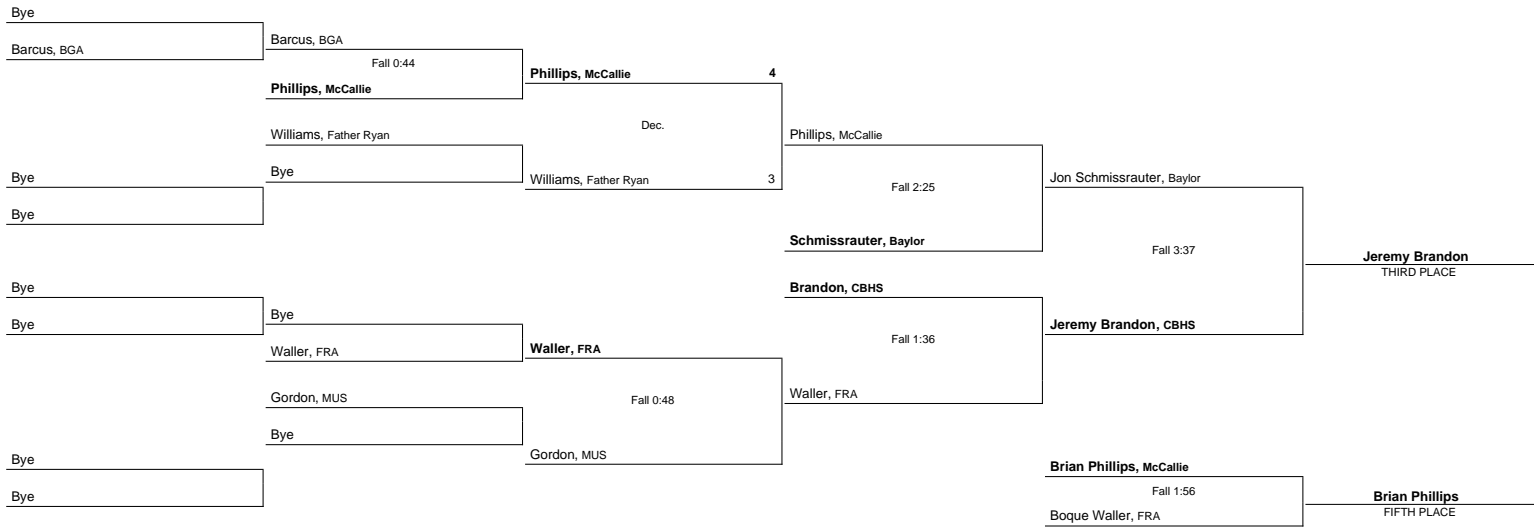 Bye
Barcus, BGA
Bye
Bye
Bye
Bye
Bye
Bye
Barcus, BGA
Fall 0:44
Phillips, McCallie
Williams, Father Ryan
Bye
Bye
Waller, FRA
Gordon, MUS
Bye
Phillips, McCallie 4
Dec.
Williams, Father Ryan 3
Waller, FRA
Fall 0:48
Gordon, MUS
Phillips, McCallie
Fall 2:25
Schmissrauter, Baylor
Brandon, CBHS
Fall 1:36
Waller, FRA
Jon Schmissrauter, Baylor
Fall 3:37
Jeremy Brandon, CBHS
Jeremy Brandon
THIRD PLACE
Brian Phillips, McCallie
Fall 1:56
Boque Waller, FRA
Brian Phillips
FIFTH PLACE